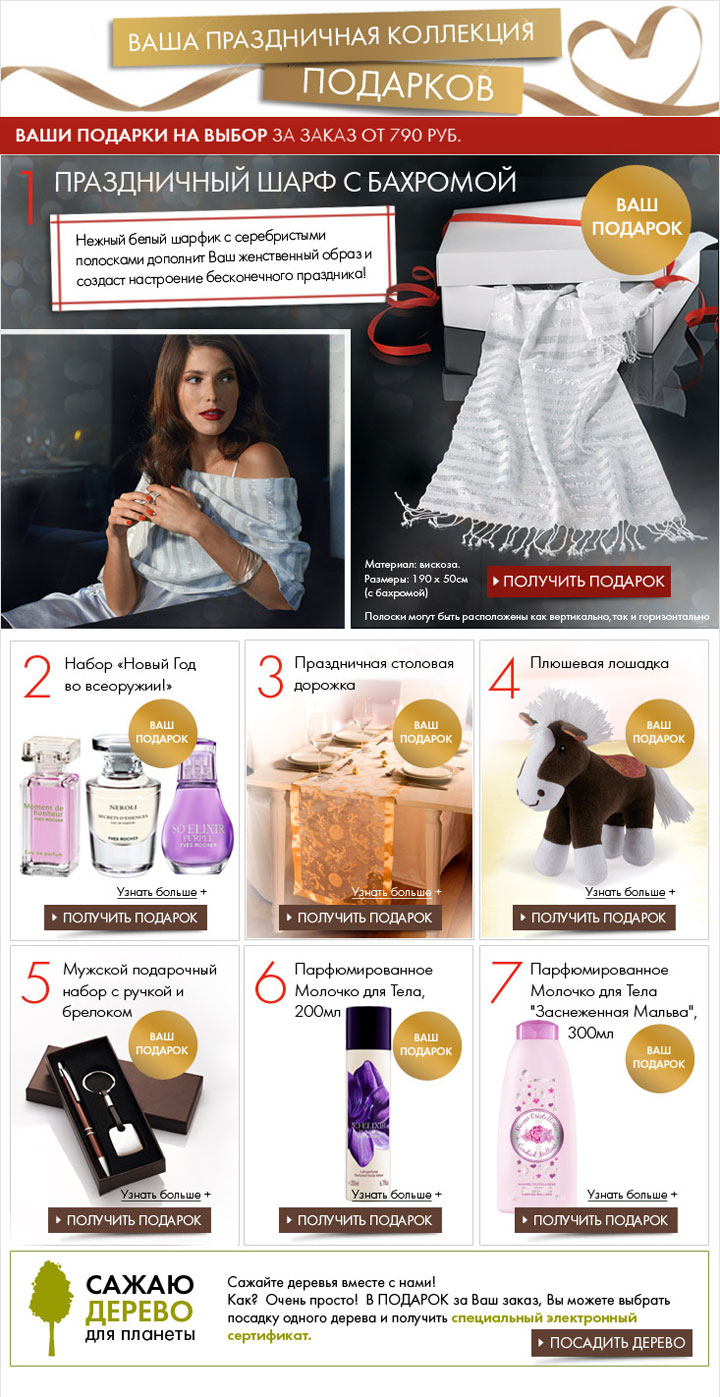 ВАША ПРАЗДНИЧНАЯ КОЛЛЕКЦИЯ
ПОДАРКОВ
ВАШИ ПОДАРКИ НА ВЫБОР ЗА ЗАКАЗ ОТ 790 РУБ.
1 ПРАЗДНИЧНЫЙ ШАРФ С БАХРОМОЙ
ВАШ
ПОДАРОК
Нежный белый шарфик с серебристыми
полосками дополнит Ваш женственный образ и
создаст настроение бесконечного праздника!
Материал: вискоза.
Размеры: 190 х 50см
(с бахромой)
ПОЛУЧИТЬ ПОДАРОК
Полоски могут быть расположены как вертикально,так и горизонтально
2 Набор «Новый Год
во всеоружии!»
ВАШ
ПОДАРОК
Moment de
bonheur
YVES ROCHER
Eau de parfum
NEROLI
SECRETS D'ESSENCES
YVES ROCHER
SO ELIXIR
PURPLE
YVES ROCHER
Узнать больше +
ПОЛУЧИТЬ ПОДАРОК
3 Праздничная столовая
дорожка
ВАШ
ПОДАРОК
Узнать больше +
ПОЛУЧИТЬ ПОДАРОК
4 Плюшевая лошадка
ВАШ
ПОДАРОК
Узнать больше +
ПОЛУЧИТЬ ПОДАРОК
5 Мужской подарочный
набор с ручкой и
брелоком
ВАШ
ПОДАРОК
Узнать больше +
ПОЛУЧИТЬ ПОДАРОК
6 Парфюмированное
Молочко для Тела,
200мл
ВАШ
ПОДАРОК
SO ELIXIR
Узнать больше +
ПОЛУЧИТЬ ПОДАРОК
7 Парфюмированное
Молочко для Тела
"Заснеженная Мальва",
300мл
ВАШ
ПОДАРОК
Узнать больше +
ПОЛУЧИТЬ ПОДАРОК
САЖАЮ
ДЕРЕВО
для планеты
Сажайте деревья вместе с нами!
Как? Очень просто! В ПОДАРОК за Ваш заказ, Вы можете выбрать
посадку одного дерева и получить специальный электронный
сертификат.
ПОСАДИТЬ ДЕРЕВО